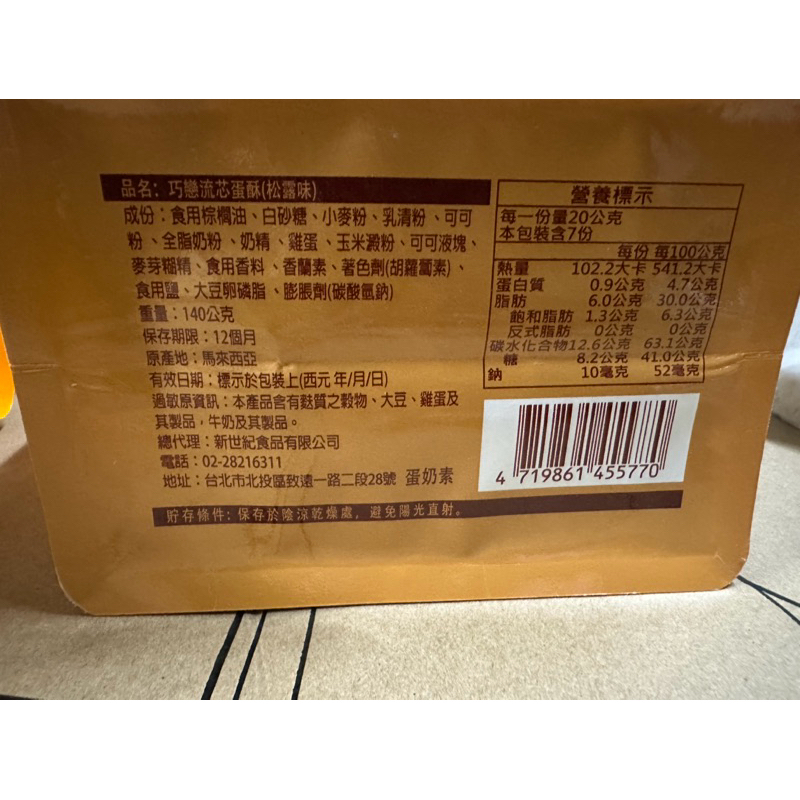 品名：巧戀流芯蛋酥(松露味)
成份：食用棕櫚油、白砂糖、小麥粉、乳清粉、可可
粉、全脂奶粉、奶精、雞蛋、玉米澱粉、可可液塊、
麥芽糊精、食用香料、香蘭素、著色劑(胡蘿蔔素)、
食用鹽、大豆卵磷脂、膨脹劑(碳酸氫鈉)
重量：140公克
保存期限：12個月
原產地：馬來西亞
有效日期：標示於包裝上(西元 年/月/日)
過敏原資訊：本產品含有麩質之穀物、大豆、雞蛋及
其製品，牛奶及其製品。
總代理：新世紀食品有限公司
電話：02-28216311
地址：台北市北投區致遠一路二段28號 蛋奶素
貯存條件：保存於陰涼乾燥處，避免陽光直射。
營養標示
每一份量20公克
本包裝含7份
每份 每100公克
熱量 102.2大卡 541.2大卡
蛋白質 0.9公克 4.7公克
脂肪 6.0公克 30.0公克
飽和脂肪 1.3公克 6.3公克
反式脂肪 0公克 0公克
碳水化合物 12.6公克 63.1公克
糖 8.2公克 41.0公克
鈉 10毫克 52毫克
4 719861 455770